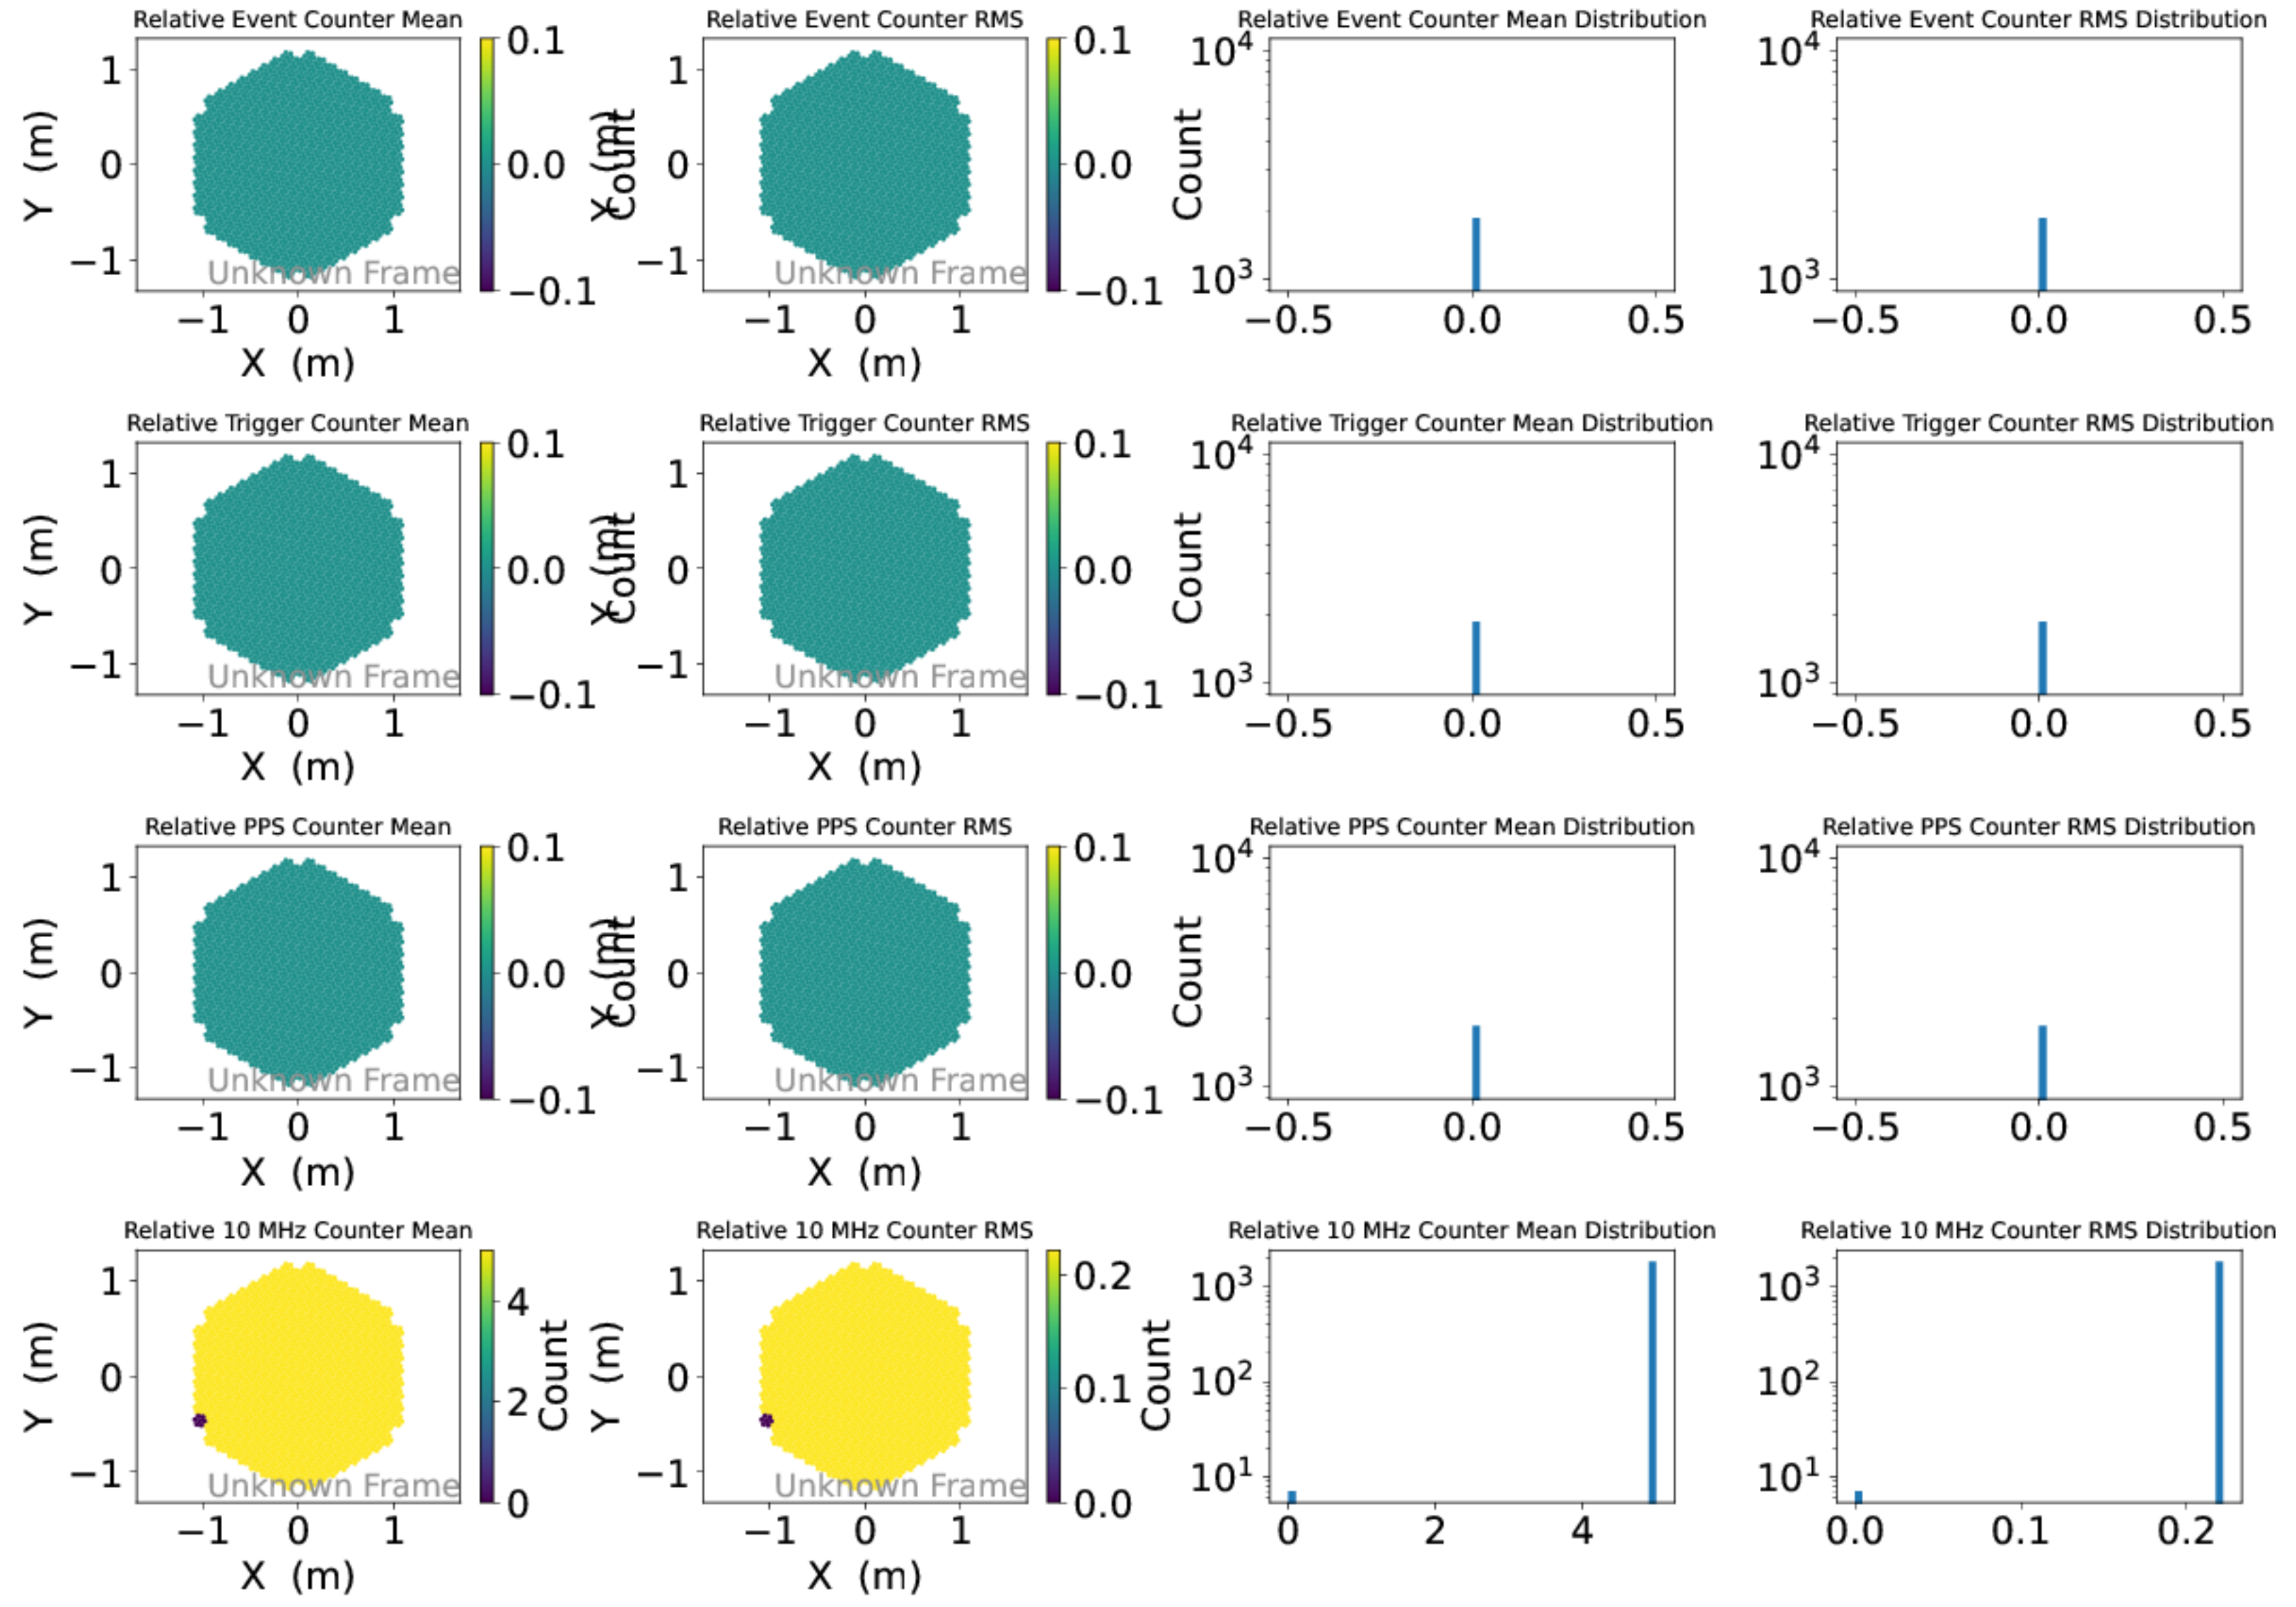 Relative Event Counter Mean
Relative Event Counter RMS
Relative Event Counter Mean Distribution
Relative Event Counter RMS Distribution
Y (m)
1
0
−1
Unknown Frame
−1 0 1
X (m)
0.1
0.0
−0.1
Count
Y (m)
1
0
−1
Unknown Frame
−1 0 1
X (m)
0.1
0.0
−0.1
Count
10^4
10^3
−0.5 0.0 0.5
10^4
10^3
−0.5 0.0 0.5
Relative Trigger Counter Mean
Relative Trigger Counter RMS
Relative Trigger Counter Mean Distribution
Relative Trigger Counter RMS Distribution
Y (m)
1
0
−1
Unknown Frame
−1 0 1
X (m)
0.1
0.0
−0.1
Count
Y (m)
1
0
−1
Unknown Frame
−1 0 1
X (m)
0.1
0.0
−0.1
Count
10^4
10^3
−0.5 0.0 0.5
10^4
10^3
−0.5 0.0 0.5
Relative PPS Counter Mean
Relative PPS Counter RMS
Relative PPS Counter Mean Distribution
Relative PPS Counter RMS Distribution
Y (m)
1
0
−1
Unknown Frame
−1 0 1
X (m)
0.1
0.0
−0.1
Count
Y (m)
1
0
−1
Unknown Frame
−1 0 1
X (m)
0.1
0.0
−0.1
Count
10^4
10^3
−0.5 0.0 0.5
10^4
10^3
−0.5 0.0 0.5
Relative 10 MHz Counter Mean
Relative 10 MHz Counter RMS
Relative 10 MHz Counter Mean Distribution
Relative 10 MHz Counter RMS Distribution
Y (m)
1
0
−1
Unknown Frame
−1 0 1
X (m)
4
2
0
Count
Y (m)
1
0
−1
Unknown Frame
−1 0 1
X (m)
0.2
0.1
0.0
Count
10^3
10^2
10^1
0 2 4
10^3
10^2
10^1
0.0 0.1 0.2